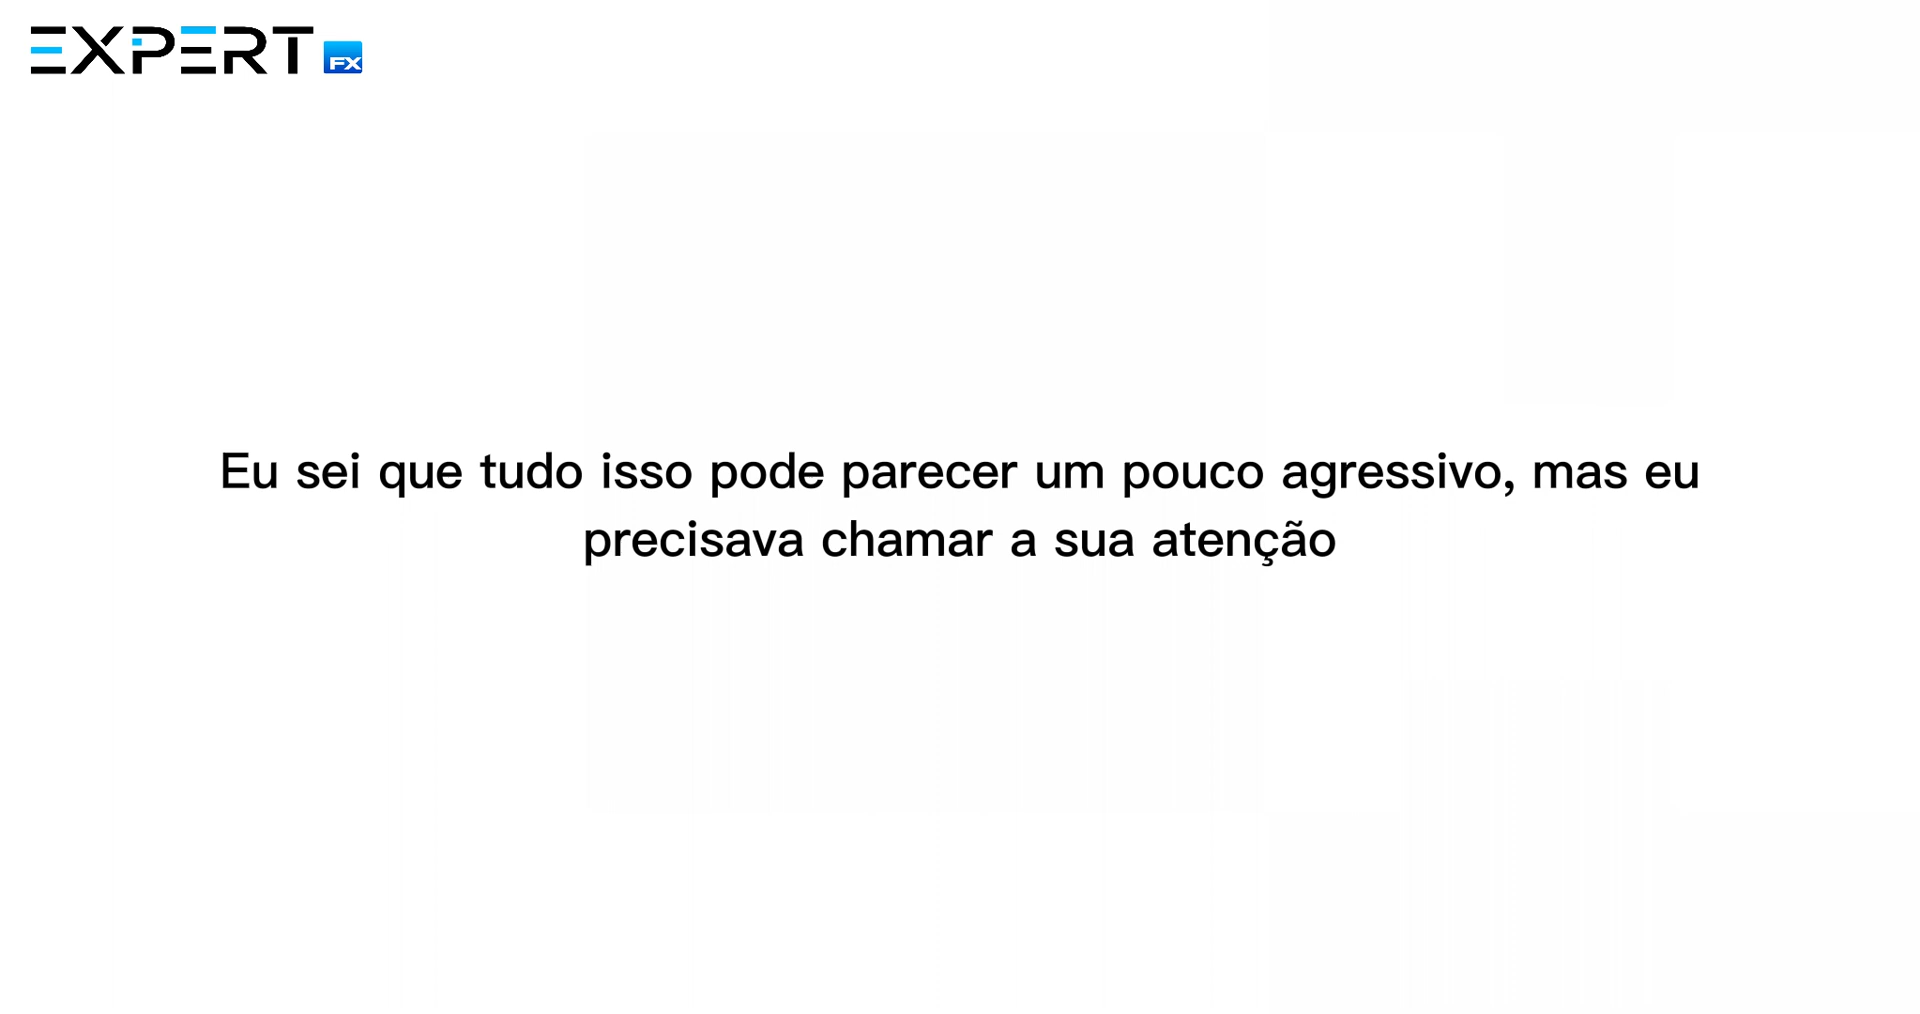 EXPERT FX
Eu sei que tudo isso pode parecer um pouco agressivo, mas eu
precisava chamar a sua atenção